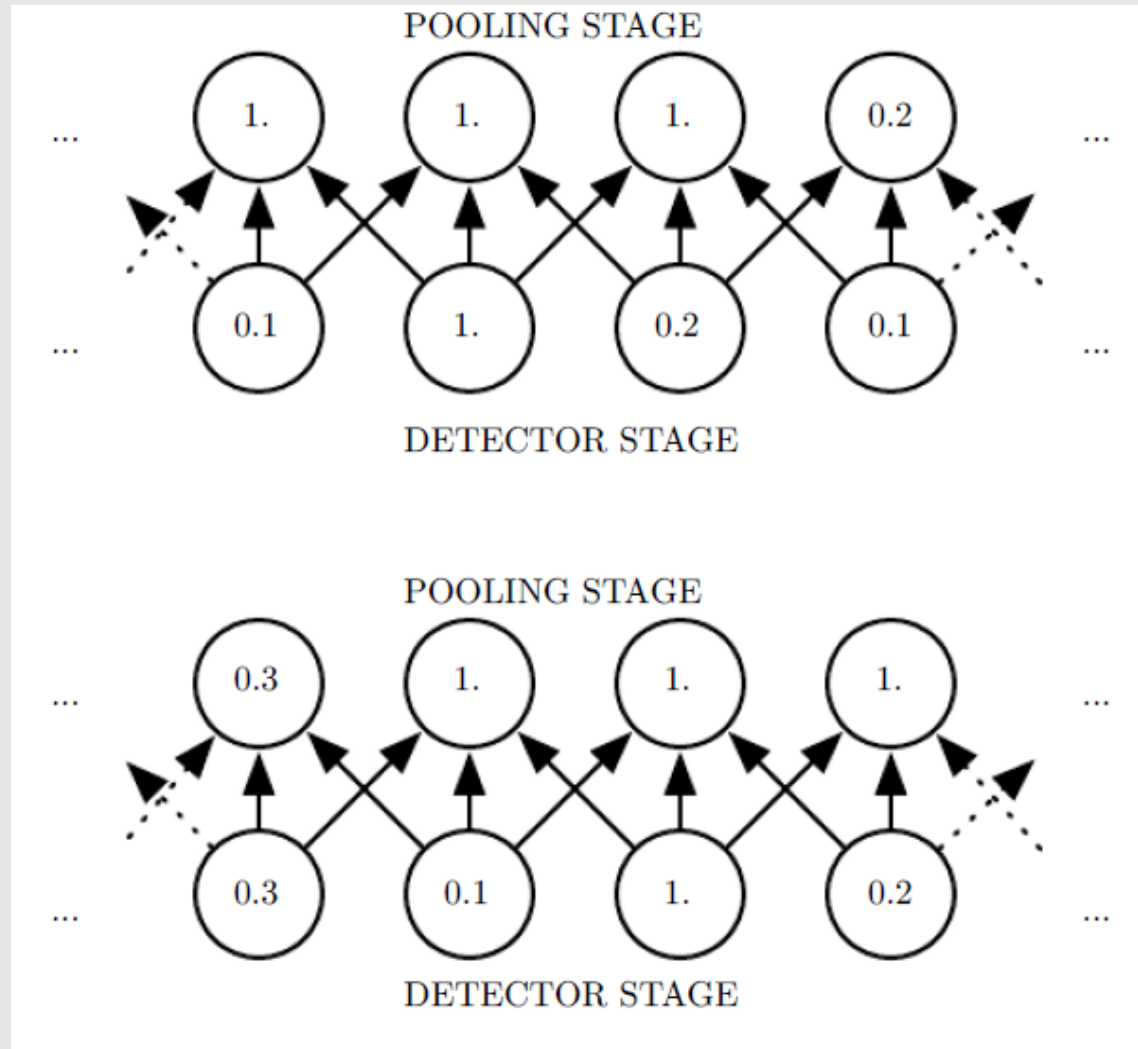 POOLING STAGE
... 1. 1. 1. 0.2 ...
... 0.1 1. 0.2 0.1 ...
DETECTOR STAGE
POOLING STAGE
... 0.3 1. 1. 1. ...
... 0.3 0.1 1. 0.2 ...
DETECTOR STAGE